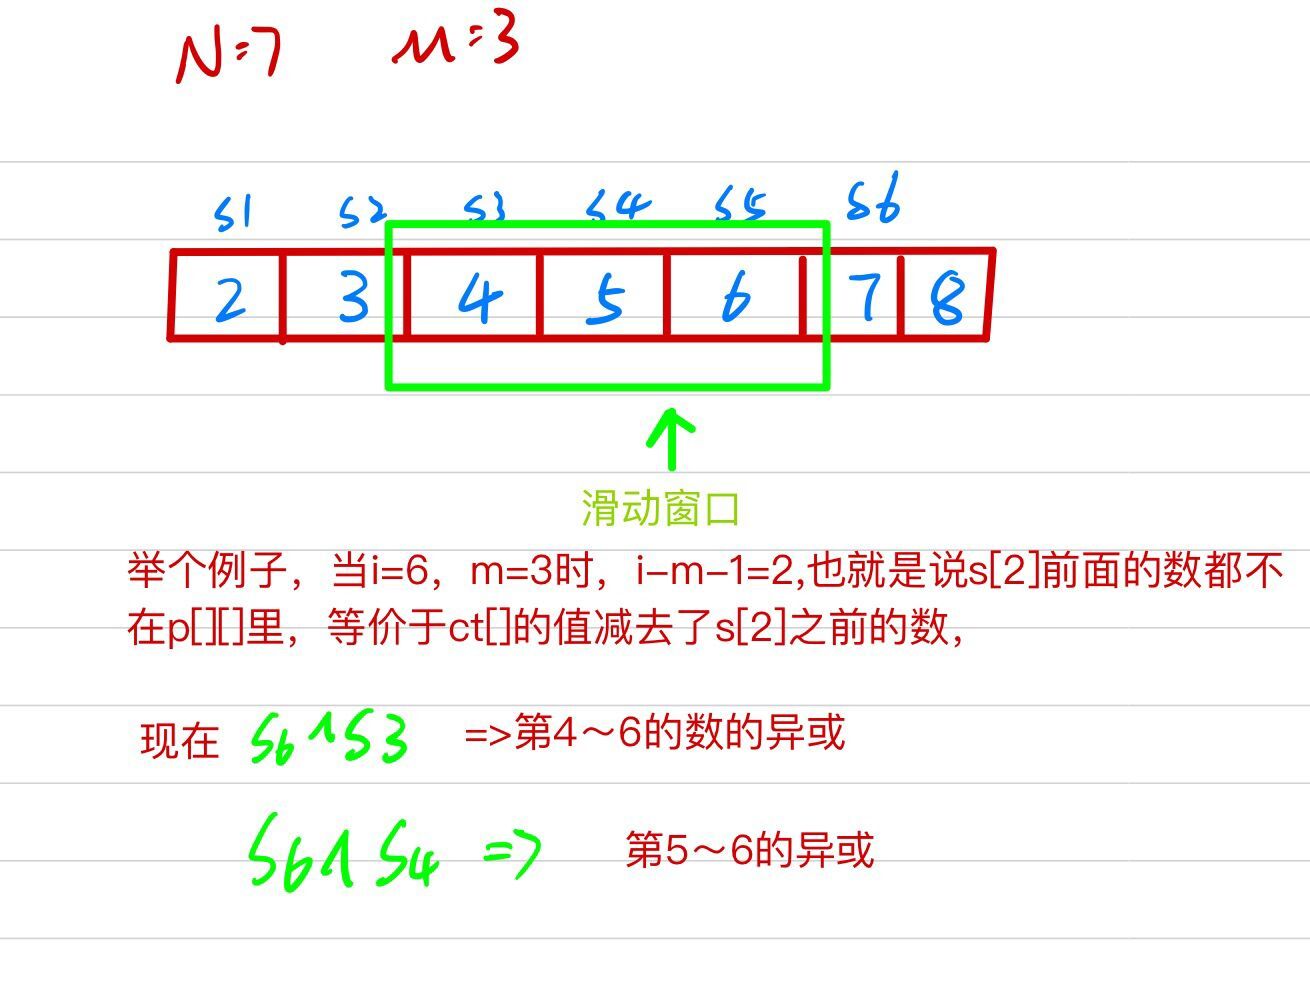 N=7 M=3
s1 s2 s3 s4 s5 s6
2 3 4 5 6 7 8
滑动窗口
举个例子，当i=6，m=3时，i-m-1=2,也就是说s[2]前面的数都不
在p[][]里，等价于ct[]的值减去了s[2]之前的数，
现在 s6^s3 =>第4～6的数的异或
s6^s4 => 第5～6的异或